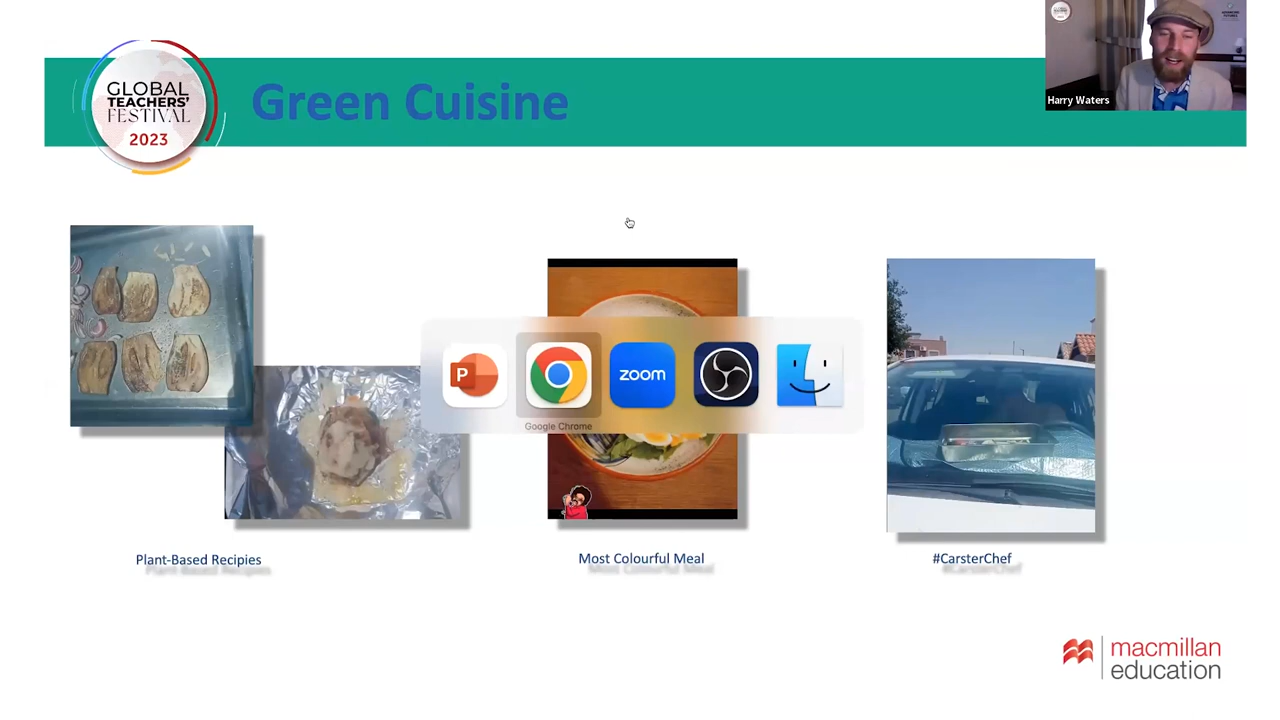 GLOBAL
TEACHERS'
FESTIVAL
2023
Green Cuisine
Harry Waters
P
zoom
Google Chrome
Plant-Based Recipies
Most Colourful Meal
#CarsterChef
macmillan
education